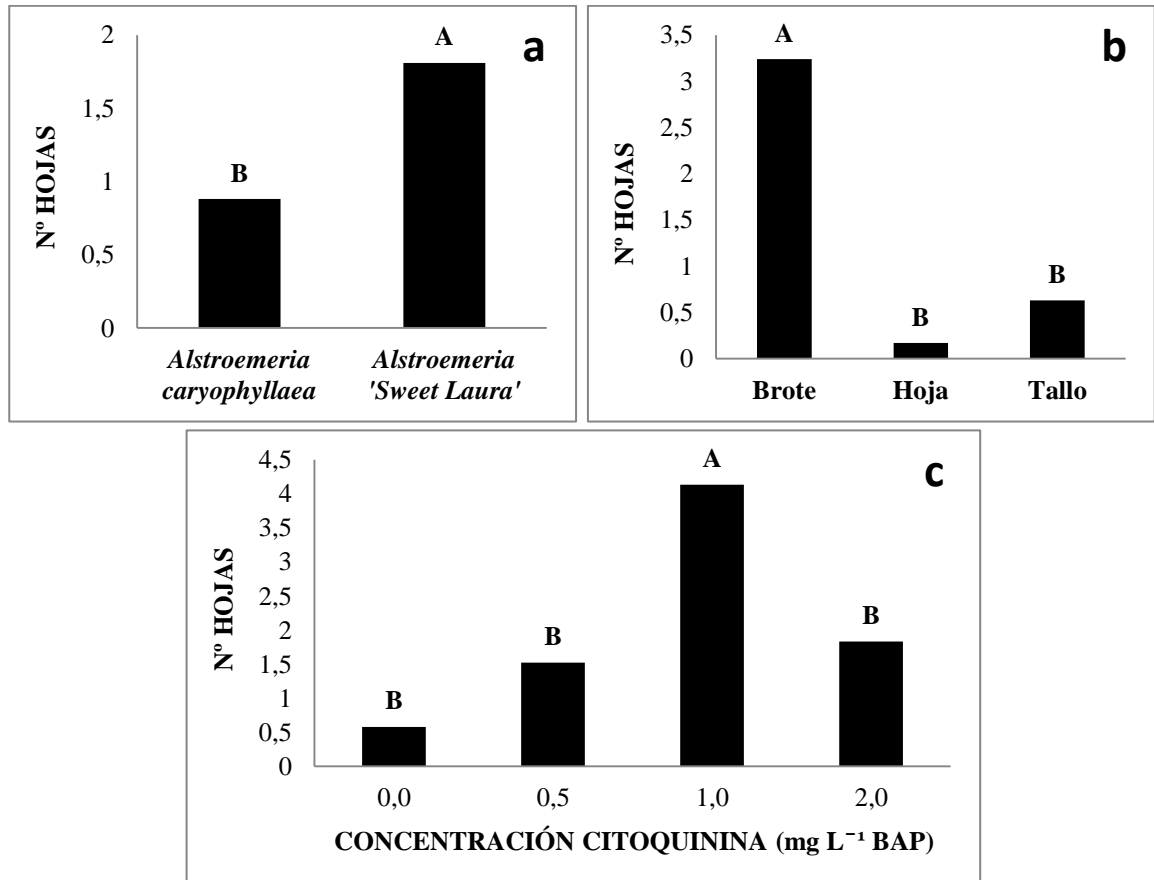 a
Nº HOJAS
2
1,5
1
0,5
0
B
A
Alstroemeria
caryophyllaea
Alstroemeria
'Sweet Laura'
b
Nº HOJAS
3,5
3
2,5
2
1,5
1
0,5
0
A
B
B
Brote
Hoja
Tallo
c
Nº HOJAS
4,5
4
3,5
3
2,5
2
1,5
1
0,5
0
B
B
A
B
0,0
0,5
1,0
2,0
CONCENTRACIÓN CITOQUININA (mg L⁻¹ BAP)